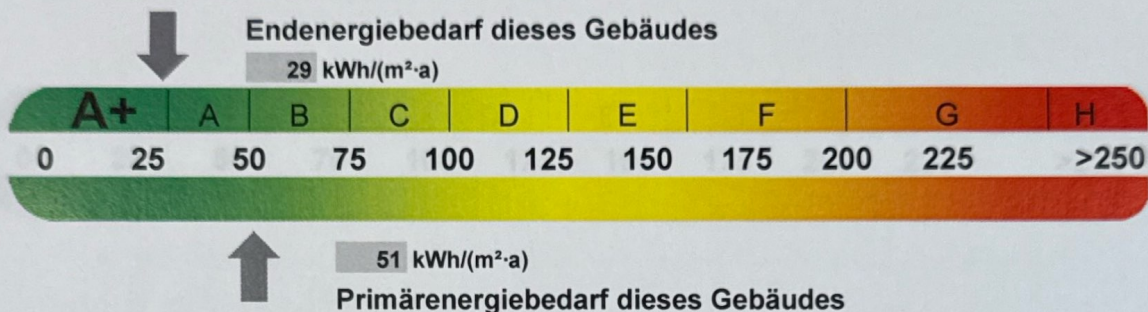 Endenergiebedarf dieses Gebäudes
29 kWh/(m²·a)
A+ A B C D E F G H
0 25 50 75 100 125 150 175 200 225 >250
51 kWh/(m²·a)
Primärenergiebedarf dieses Gebäudes